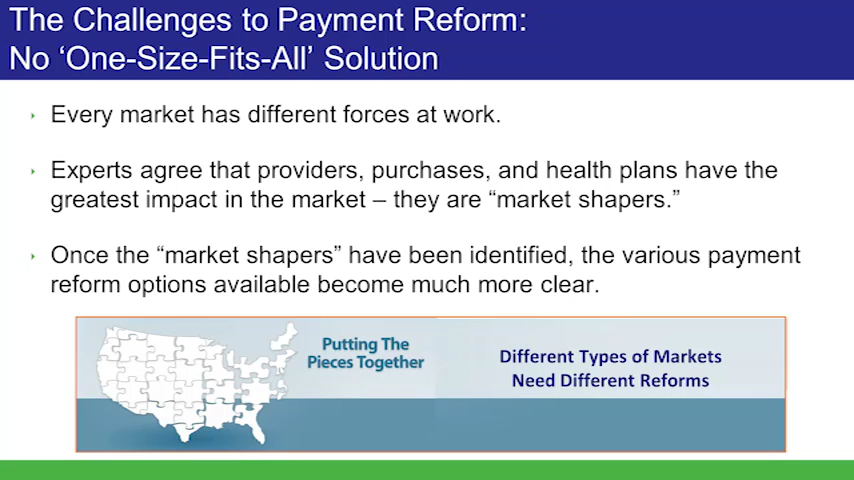 The Challenges to Payment Reform:
No ‘One-Size-Fits-All’ Solution
Every market has different forces at work.
Experts agree that providers, purchases, and health plans have the
greatest impact in the market – they are “market shapers.”
Once the “market shapers” have been identified, the various payment
reform options available become much more clear.
Putting The
Pieces Together
Different Types of Markets
Need Different Reforms